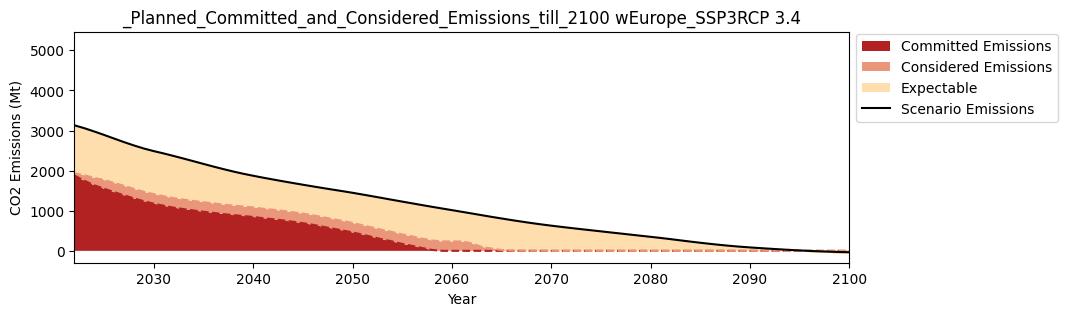 _Planned_Committed_and_Considered_Emissions_till_2100 wEurope_SSP3RCP 3.4
5000
4000
3000
2000
1000
0
CO2 Emissions (Mt)
2030 2040 2050 2060 2070 2080 2090 2100
Year
Committed Emissions
Considered Emissions
Expectable
Scenario Emissions